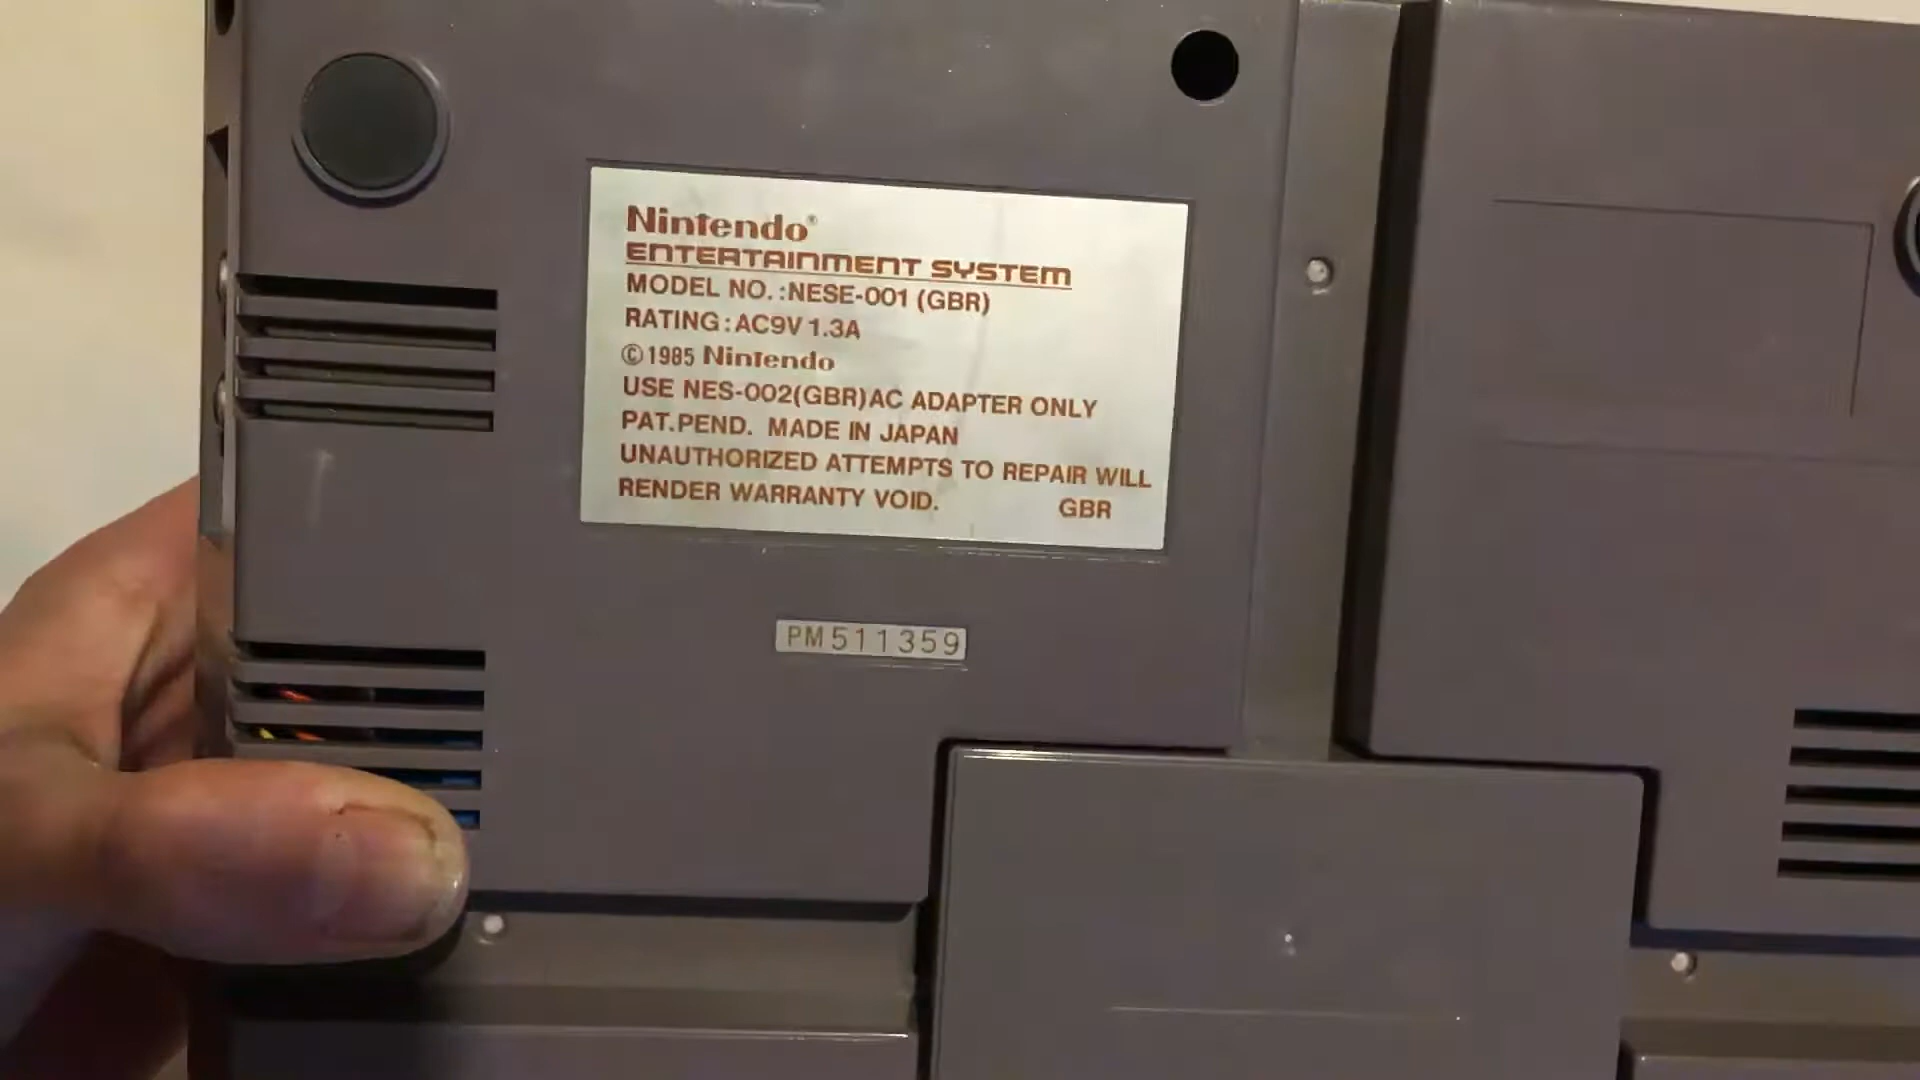 Nintendo®
ENTERTAINMENT SYSTEM
MODEL NO.:NESE-001 (GBR)
RATING:AC9V 1.3A
©1985 Nintendo
USE NES-002(GBR)AC ADAPTER ONLY
PAT.PEND. MADE IN JAPAN
UNAUTHORIZED ATTEMPTS TO REPAIR WILL
RENDER WARRANTY VOID. GBR
PM511359